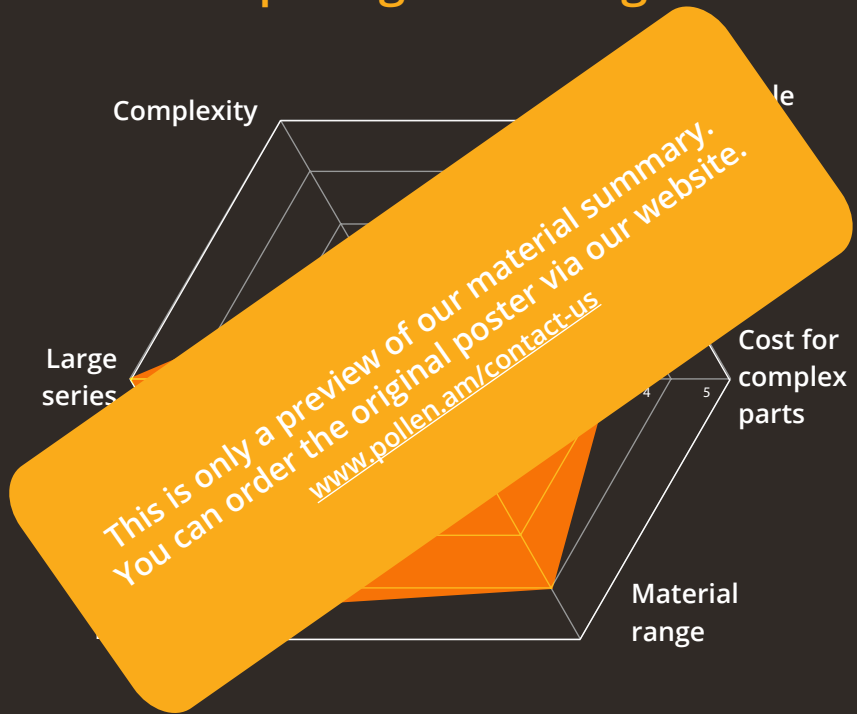 Complexity
This is only a preview of our material summary.
You can order the original poster via our website.
www.pollen.am/contact-us
Large
series
4
5
Cost for
complex
parts
Material
range